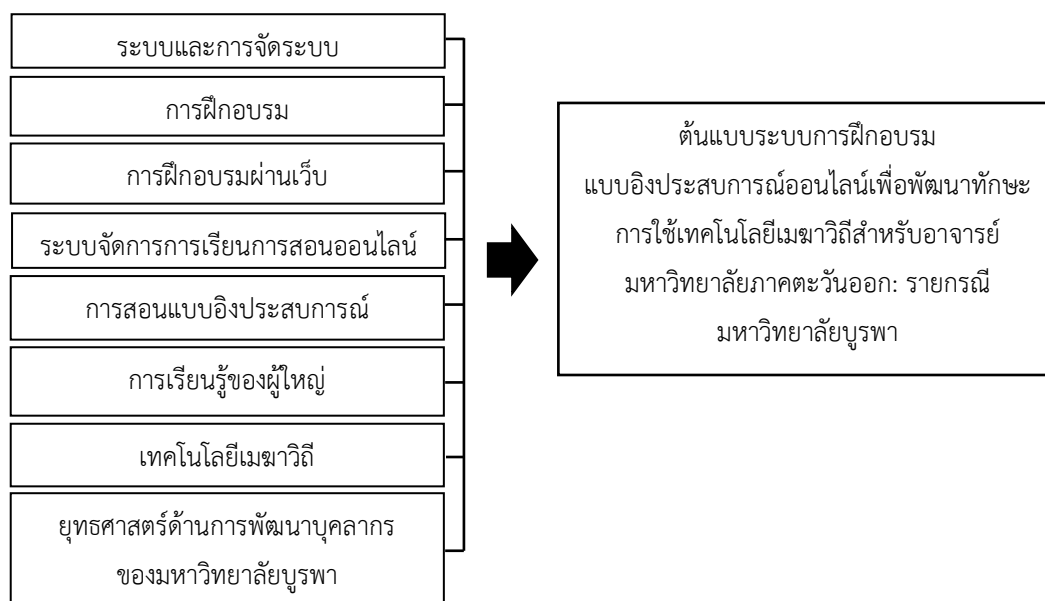 ระบบและการจัดระบบ
การฝึกอบรม
การฝึกอบรมผ่านเว็บ
ระบบจัดการการเรียนการสอนออนไลน์
การสอนแบบอิงประสบการณ์
การเรียนรู้ของผู้ใหญ่
เทคโนโลยีเมฆาวิถี
ยุทธศาสตร์ด้านการพัฒนาบุคลากร
ของมหาวิทยาลัยบูรพา
ต้นแบบระบบการฝึกอบรม
แบบอิงประสบการณ์ออนไลน์เพื่อพัฒนาทักษะ
การใช้เทคโนโลยีเมฆาวิถีสำหรับอาจารย์
มหาวิทยาลัยภาคตะวันออก: รายกรณี
มหาวิทยาลัยบูรพา